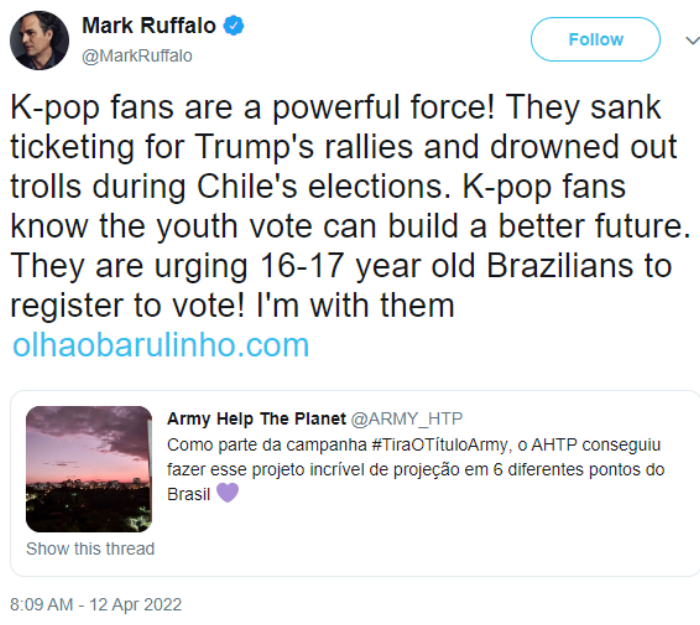 Mark Ruffalo
@MarkRuffalo
Follow
K-pop fans are a powerful force! They sank
ticketing for Trump's rallies and drowned out
trolls during Chile's elections. K-pop fans
know the youth vote can build a better future.
They are urging 16-17 year old Brazilians to
register to vote! I'm with them
olhaobarulinho.com
Army Help The Planet @ARMY_HTP
Como parte da campanha #TiraOTítuloArmy, o AHTP conseguiu
fazer esse projeto incrível de projeção em 6 diferentes pontos do
Brasil 💜
Show this thread
8:09 AM - 12 Apr 2022